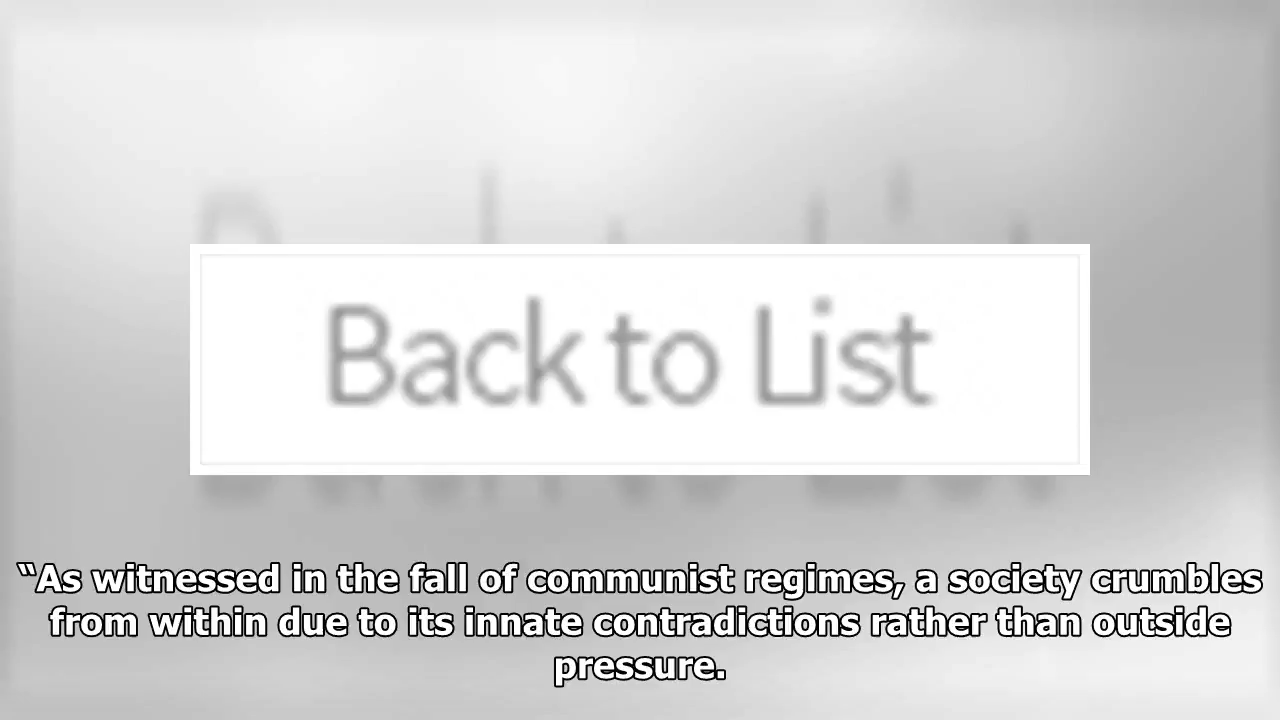 Back to List
“As witnessed in the fall of communist regimes, a society crumbles
from within due to its innate contradictions rather than outside
pressure.